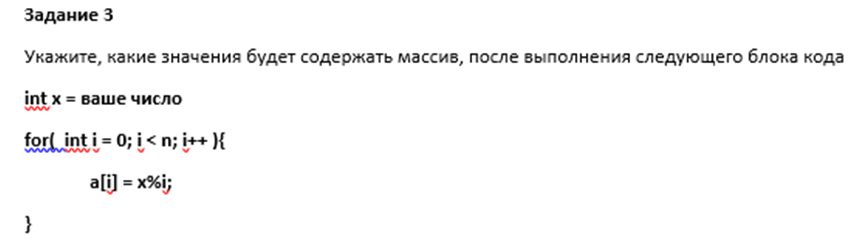 Задание 3
Укажите, какие значения будет содержать массив, после выполнения следующего блока кода
int x = ваше число
for( int i = 0; i < n; i++ ){
a[i] = x%i;
}